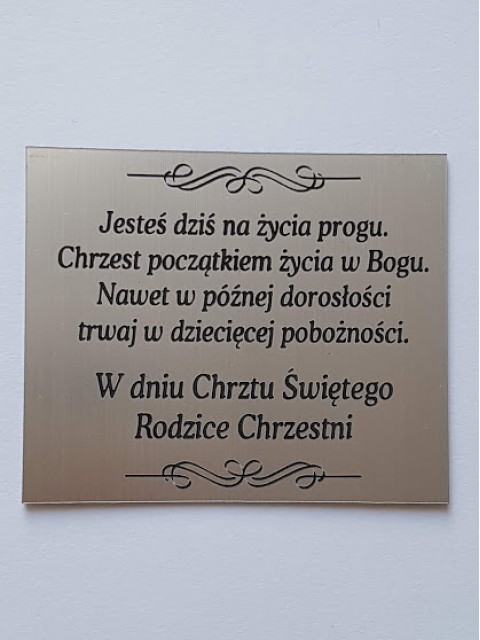 Jesteś dziś na życia progu.
Chrzest początkiem życia w Bogu.
Nawet w późnej dorosłości
trwaj w dziecięcej pobożności.
W dniu Chrztu Świętego
Rodzice Chrzestni